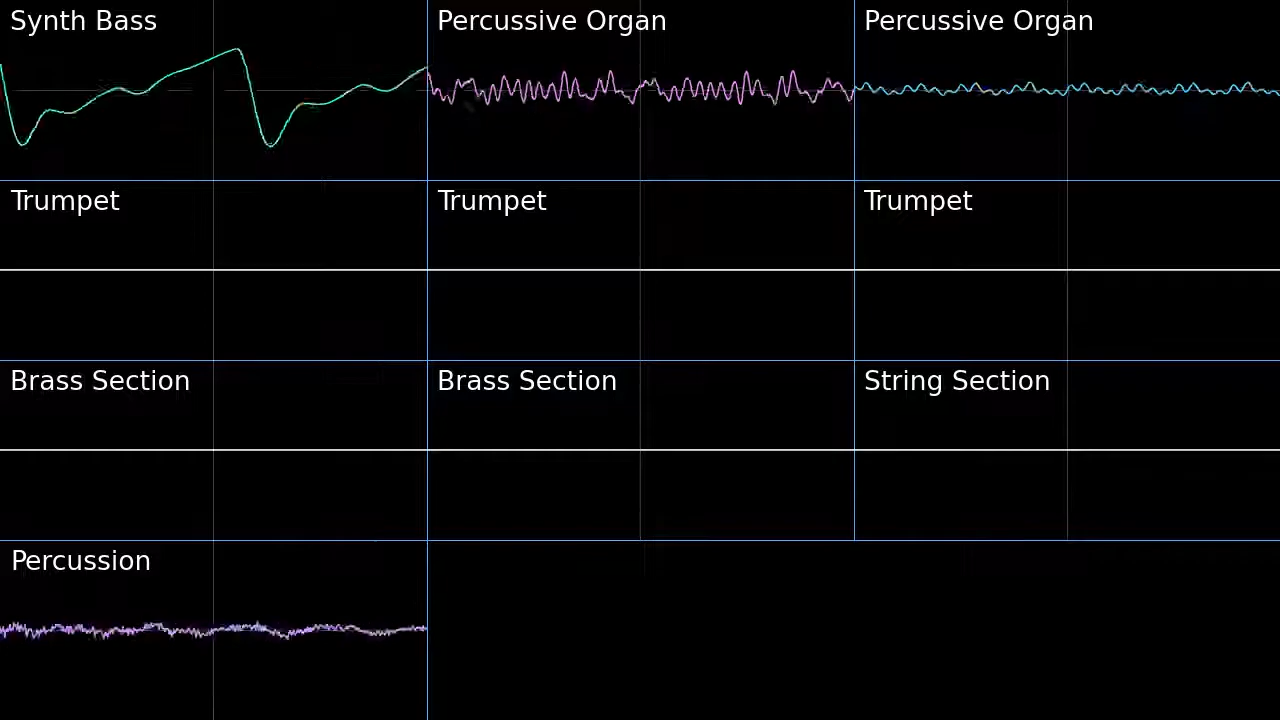 Synth Bass
Percussive Organ
Percussive Organ
Trumpet
Trumpet
Trumpet
Brass Section
Brass Section
String Section
Percussion